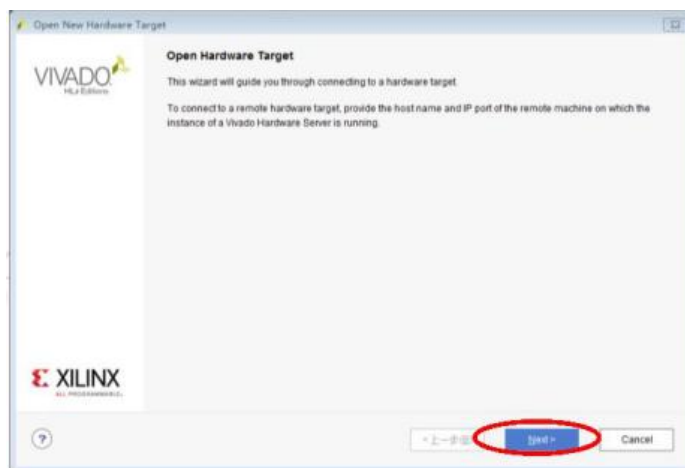 Open New Hardware Target
VIVADO
HLx Editions
Open Hardware Target
This wizard will guide you through connecting to a hardware target.
To connect to a remote hardware target, provide the host name and IP port of the remote machine on which the
instance of a Vivado Hardware Server is running.
XILINX
ALL PROGRAMMABLE.
?
<上一步
Next >
Cancel